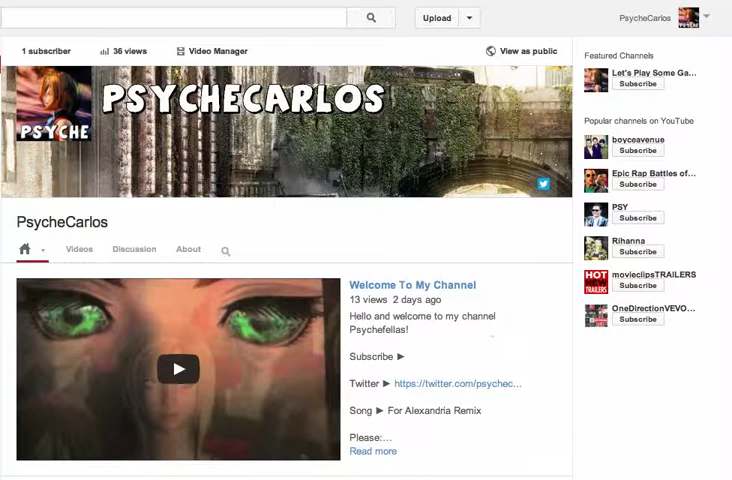 Upload
PsycheCarlos
PSYCHE
1 subscriber
36 views
Video Manager
View as public
PSYCHE
PSYCHECARLOS
PsycheCarlos
Videos
Discussion
About
Welcome To My Channel
13 views 2 days ago
Hello and welcome to my channel
Psychefellas!
Subscribe ►
Twitter ► https://twitter.com/psychec...
Song ► For Alexandria Remix
Please:...
Read more
Featured Channels
Let's Play Some Ga...
Subscribe
Popular channels on YouTube
boyceavenue
Subscribe
Epic Rap Battles of...
Subscribe
PSY
Subscribe
Rihanna
Subscribe
HOT
NEW
TRAILERS
movieclipsTRAILERS
Subscribe
OneDirectionVEVO...
Subscribe